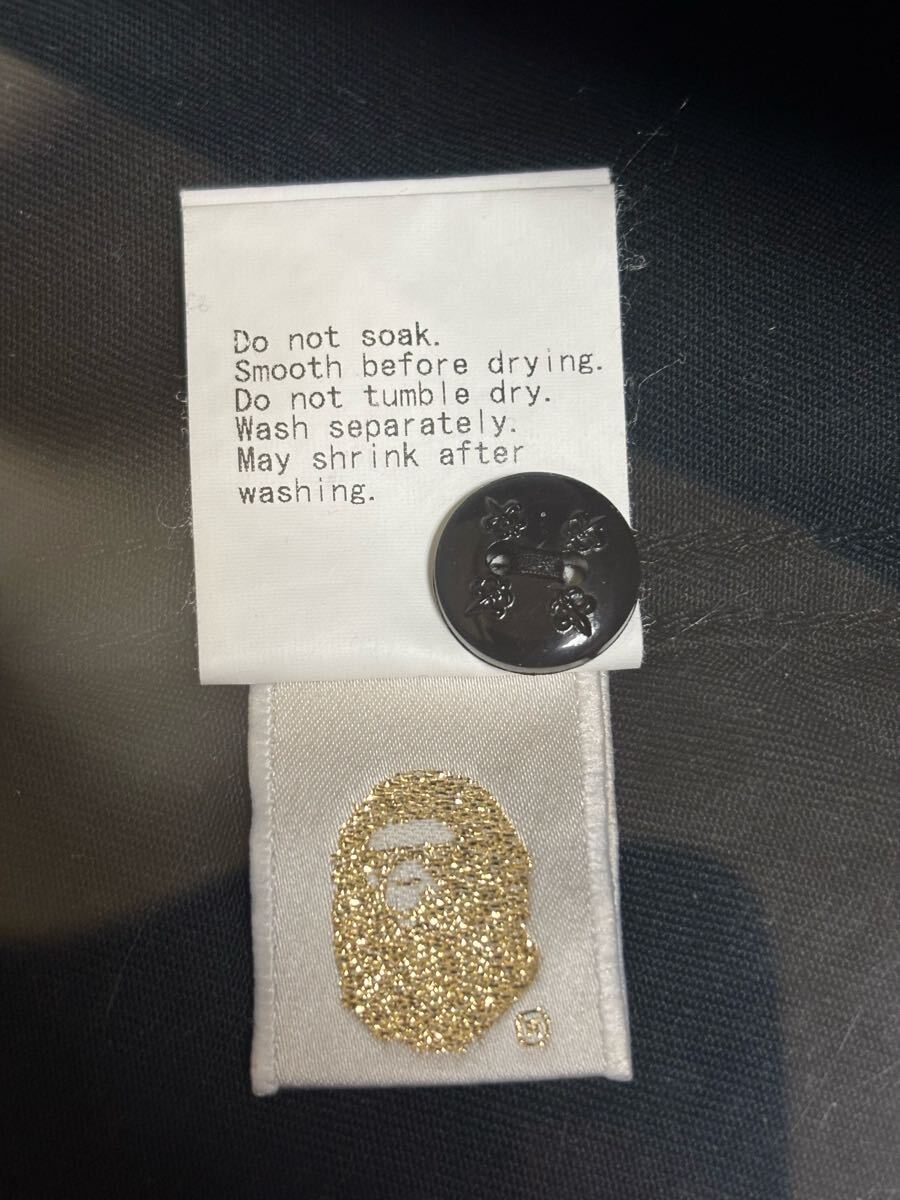 Do not soak.
Smooth before drying.
Do not tumble dry.
Wash separately.
May shrink after
washing.